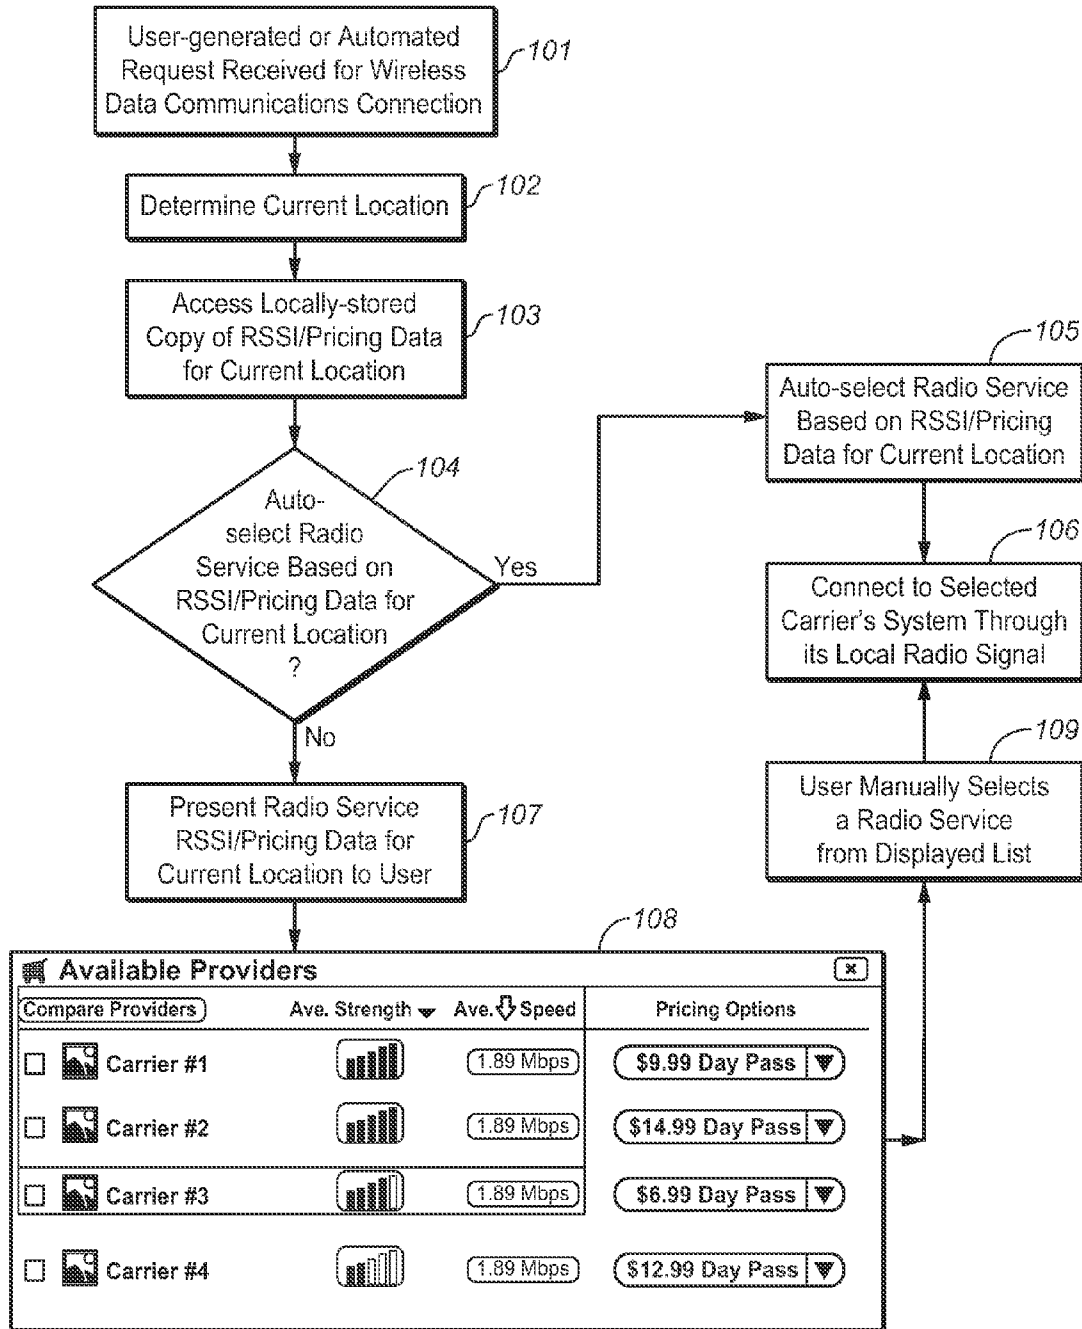 User-generated or Automated
Request Received for Wireless
Data Communications Connection
101
Determine Current Location
102
Access Locally-stored
Copy of RSSI/Pricing Data
for Current Location
103
Auto-
select Radio
Service Based on
RSSI/Pricing Data for
Current Location
?
104
Yes
No
Auto-select Radio Service
Based on RSSI/Pricing
Data for Current Location
105
Connect to Selected
Carrier's System Through
its Local Radio Signal
106
User Manually Selects
a Radio Service
from Displayed List
109
Present Radio Service
RSSI/Pricing Data for
Current Location to User
107
108
Available Providers
Compare Providers Ave. Strength Ave. Speed Pricing Options
Carrier #1 1.89 Mbps $9.99 Day Pass
Carrier #2 1.89 Mbps $14.99 Day Pass
Carrier #3 1.89 Mbps $6.99 Day Pass
Carrier #4 1.89 Mbps $12.99 Day Pass